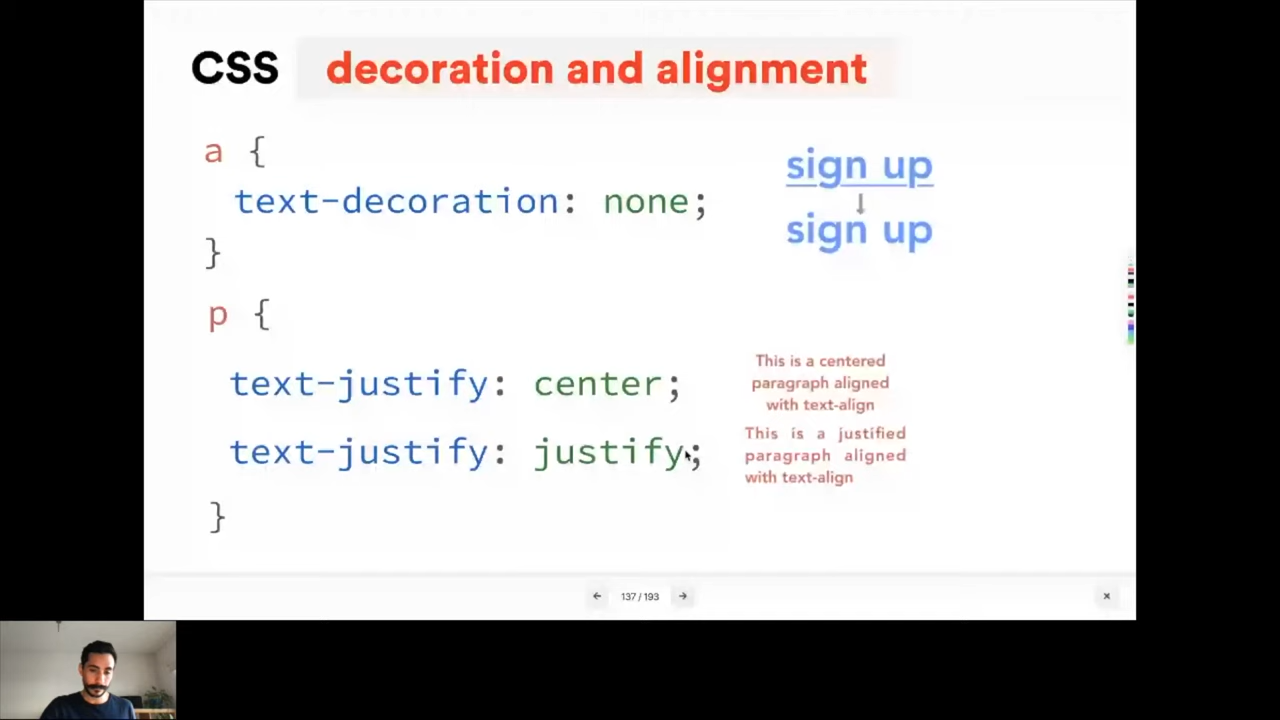 CSS decoration and alignment
a {
text-decoration: none;
}
sign up
sign up
p {
text-justify: center;
text-justify: justify;
}
This is a centered
paragraph aligned
with text-align
This is a justified
paragraph aligned
with text-align
137 / 193